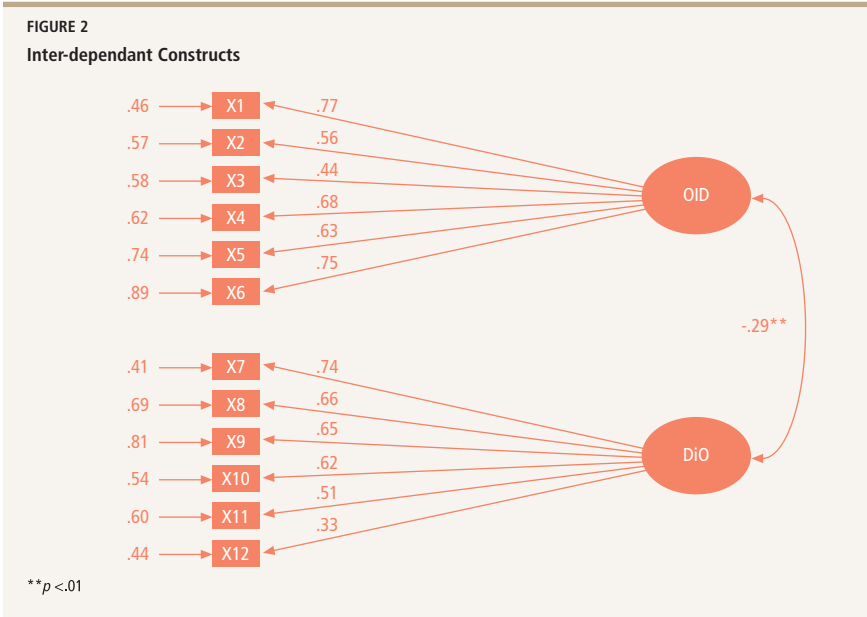 FIGURE 2
Inter-dependant Constructs
.46 X1 .77
.57 X2 .56
.58 X3 .44
.62 X4 .68
.74 X5 .63
.89 X6 .75
OID
-.29**
.41 X7 .74
.69 X8 .66
.81 X9 .65
.54 X10 .62
.60 X11 .51
.44 X12 .33
DiO
**p <.01